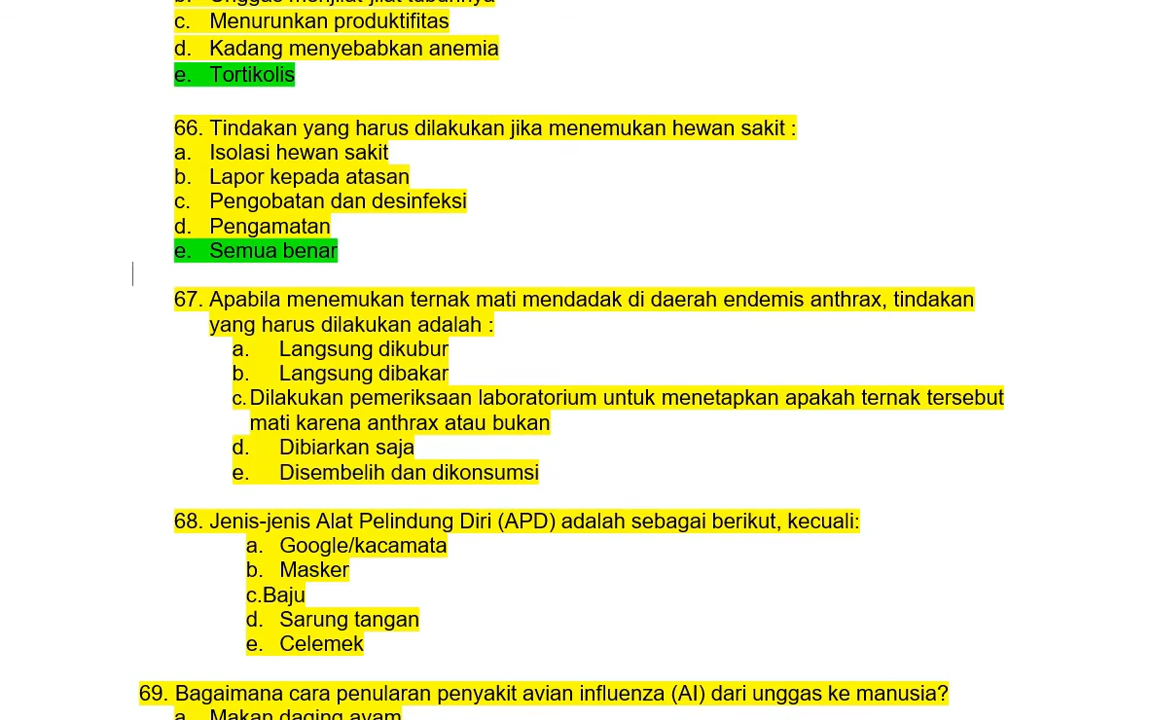 b. Unggas menjilat-jilat tubuhnya
c. Menurunkan produktifitas
d. Kadang menyebabkan anemia
e. Tortikolis
66. Tindakan yang harus dilakukan jika menemukan hewan sakit :
a. Isolasi hewan sakit
b. Lapor kepada atasan
c. Pengobatan dan desinfeksi
d. Pengamatan
e. Semua benar
67. Apabila menemukan ternak mati mendadak di daerah endemis anthrax, tindakan
yang harus dilakukan adalah :
a. Langsung dikubur
b. Langsung dibakar
c. Dilakukan pemeriksaan laboratorium untuk menetapkan apakah ternak tersebut
mati karena anthrax atau bukan
d. Dibiarkan saja
e. Disembelih dan dikonsumsi
68. Jenis-jenis Alat Pelindung Diri (APD) adalah sebagai berikut, kecuali:
a. Google/kacamata
b. Masker
c.Baju
d. Sarung tangan
e. Celemek
69. Bagaimana cara penularan penyakit avian influenza (AI) dari unggas ke manusia?
a. Makan daging ayam